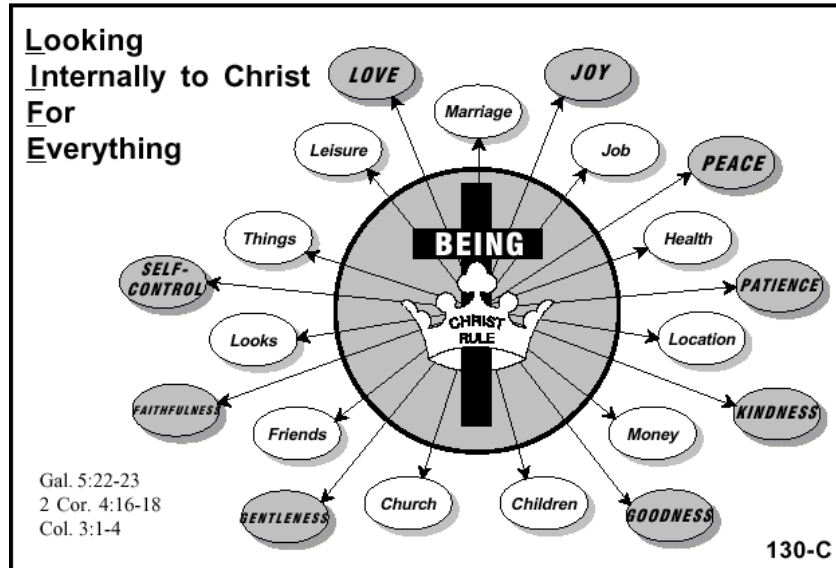 Looking
Internally to Christ
For
Everything
LOVE
JOY
Marriage
Leisure
Job
PEACE
Things
BEING
Health
SELF-
CONTROL
PATIENCE
CHRIST
RULE
Looks
Location
FAITHFULNESS
KINDNESS
Friends
Money
Gal. 5:22-23
2 Cor. 4:16-18
Col. 3:1-4
GENTLENESS
Church
Children
GOODNESS
130-C